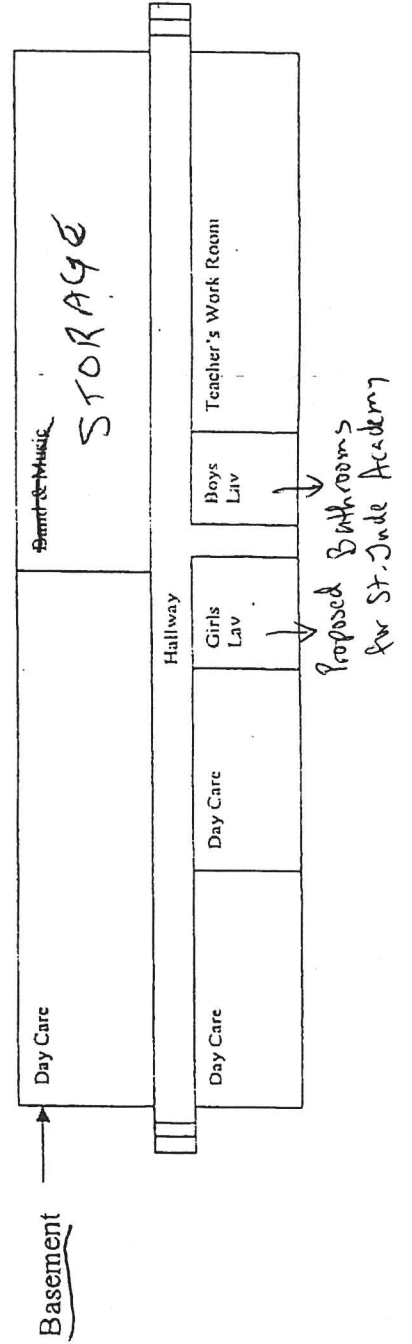 Basement
Day Care
Band & Music
STORAGE
Hallway
Day Care
Day Care
Girls
Lav
Boys
Lav
Teacher's Work Room
Proposed Bathrooms
for St. Jude Academy